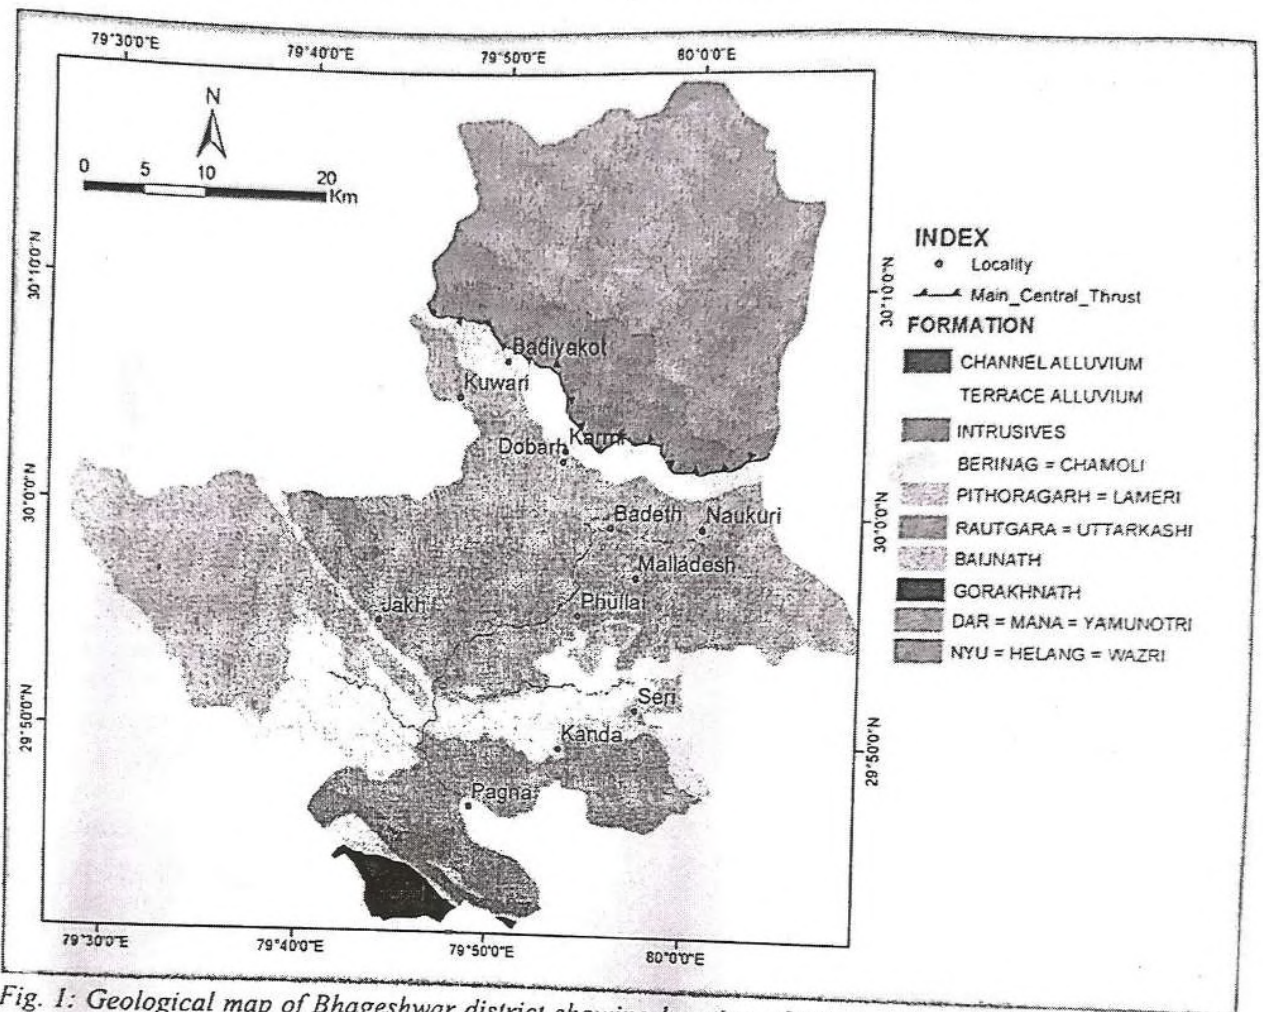 79°30'0"E 79°40'0"E 79°50'0"E 80°0'0"E
N
0 5 10 20
Km
30°10'0"N
30°0'0"N
29°50'0"N
Badiyakot
Kuwari
Dobarh Karmi
Badeth Naukuri
Malladesh
Jakh Phullai
Seri
Kanda
Pagna
30°10'0"N
30°0'0"N
29°50'0"N
79°30'0"E 79°40'0"E 79°50'0"E 80°0'0"E
INDEX
Locality
Main_Central_Thrust
FORMATION
CHANNEL ALLUVIUM
TERRACE ALLUVIUM
INTRUSIVES
BERINAG = CHAMOLI
PITHORAGARH = LAMERI
RAUTGARA = UTTARKASHI
BAIJNATH
GORAKHNATH
DAR = MANA = YAMUNOTRI
NYU = HELANG = WAZRI
Fig. 1: Geological map of Bhageshwar district showing